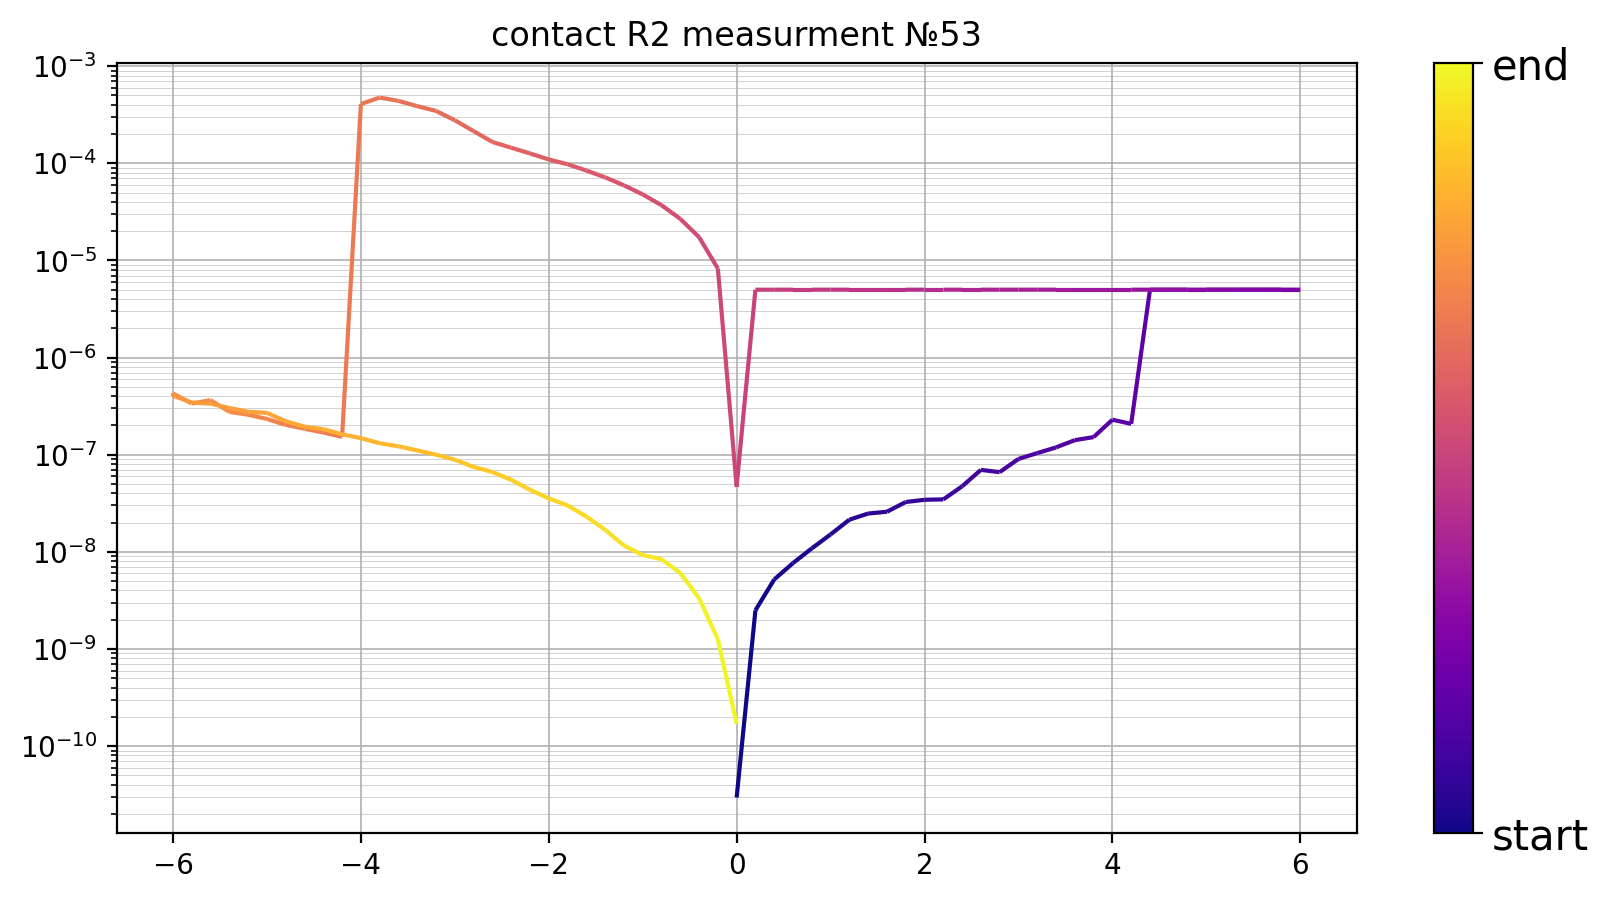 contact R2 measurment №53
10⁻³
10⁻⁴
10⁻⁵
10⁻⁶
10⁻⁷
10⁻⁸
10⁻⁹
10⁻¹⁰
−6 −4 −2 0 2 4 6
end
start